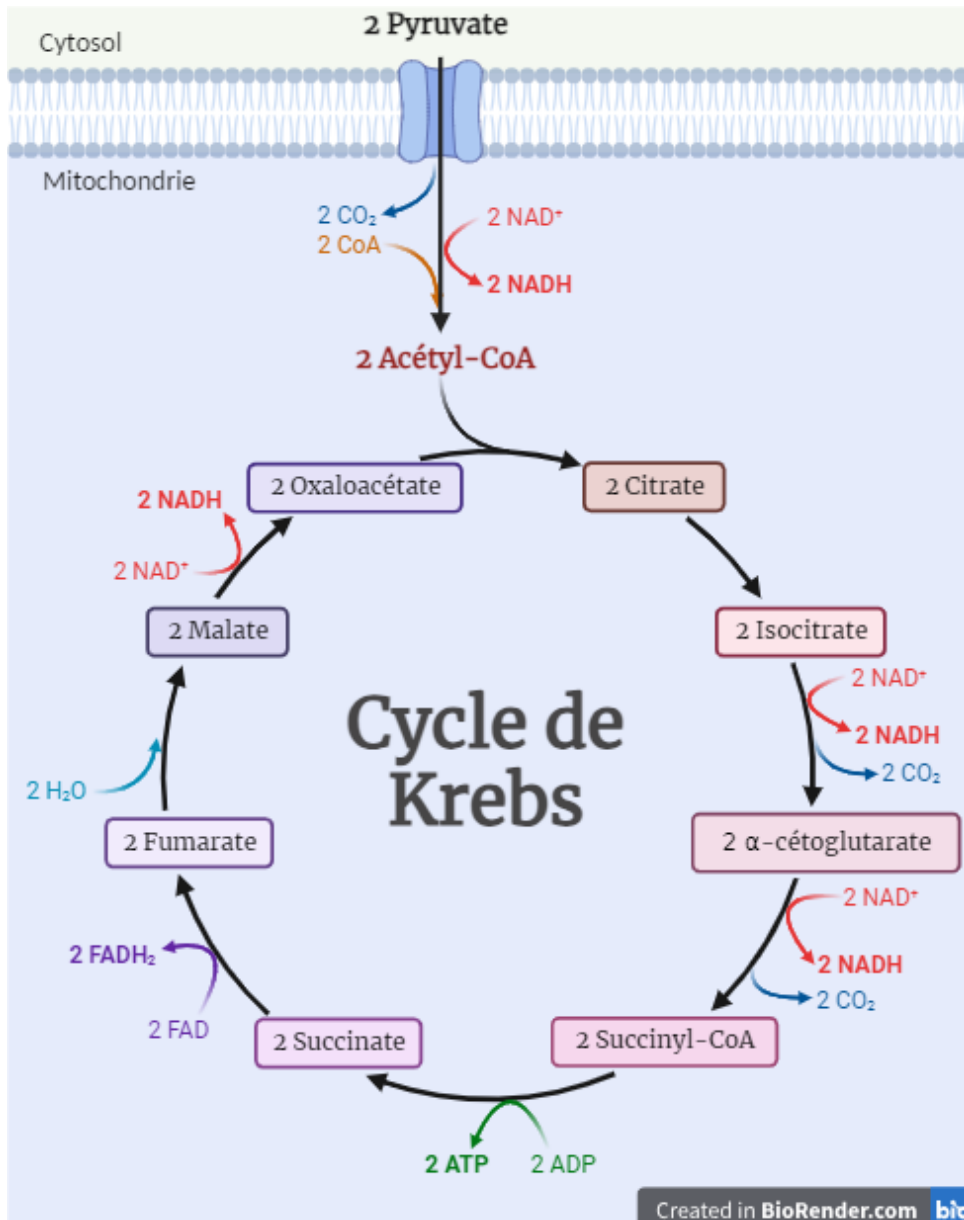 2 Pyruvate
Cytosol
Mitochondrie
2 CO₂
2 NAD⁺
2 CoA
2 NADH
2 Acétyl-CoA
2 Oxaloacétate
2 Citrate
2 NADH
2 NAD⁺
2 Malate
2 Isocitrate
2 NAD⁺
2 NADH
2 CO₂
Cycle de
Krebs
2 H₂O
2 Fumarate
2 α-cétoglutarate
2 NAD⁺
2 NADH
2 CO₂
2 FADH₂
2 FAD
2 Succinate
2 Succinyl-CoA
2 ATP
2 ADP
Created in BioRender.com